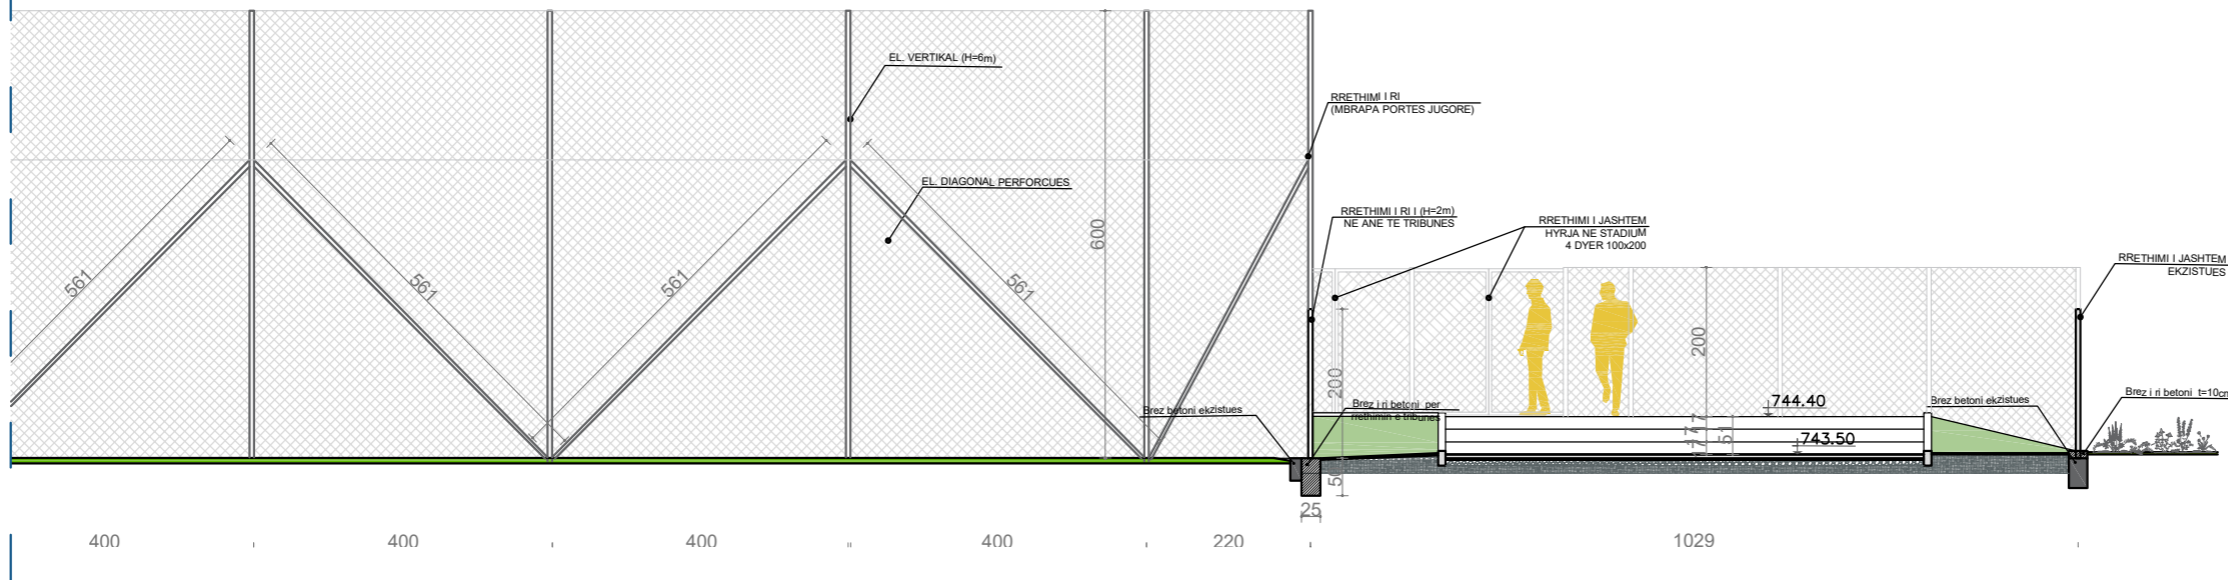 EL. VERTIKAL (H=6m)
RRETHIMI I RI
(MBRAPA PORTES JUGORE)
EL. DIAGONAL PERFORCUES
RRETHIMI I RI I (H=2m)
NE ANE TE TRIBUNES
RRETHIMI I JASHTEM
HYRJA NE STADIUM
4 DYER 100x200
RRETHIMI I JASHTEM
EKZISTUES
561
561
561
561
600
200
200
744.40
743.50
51
Brez betoni ekzistues
Brez i ri betoni per
rrethimin e tribunes
Brez betoni ekzistues
Brez i ri betoni t=10cm
25
400
400
400
400
220
1029